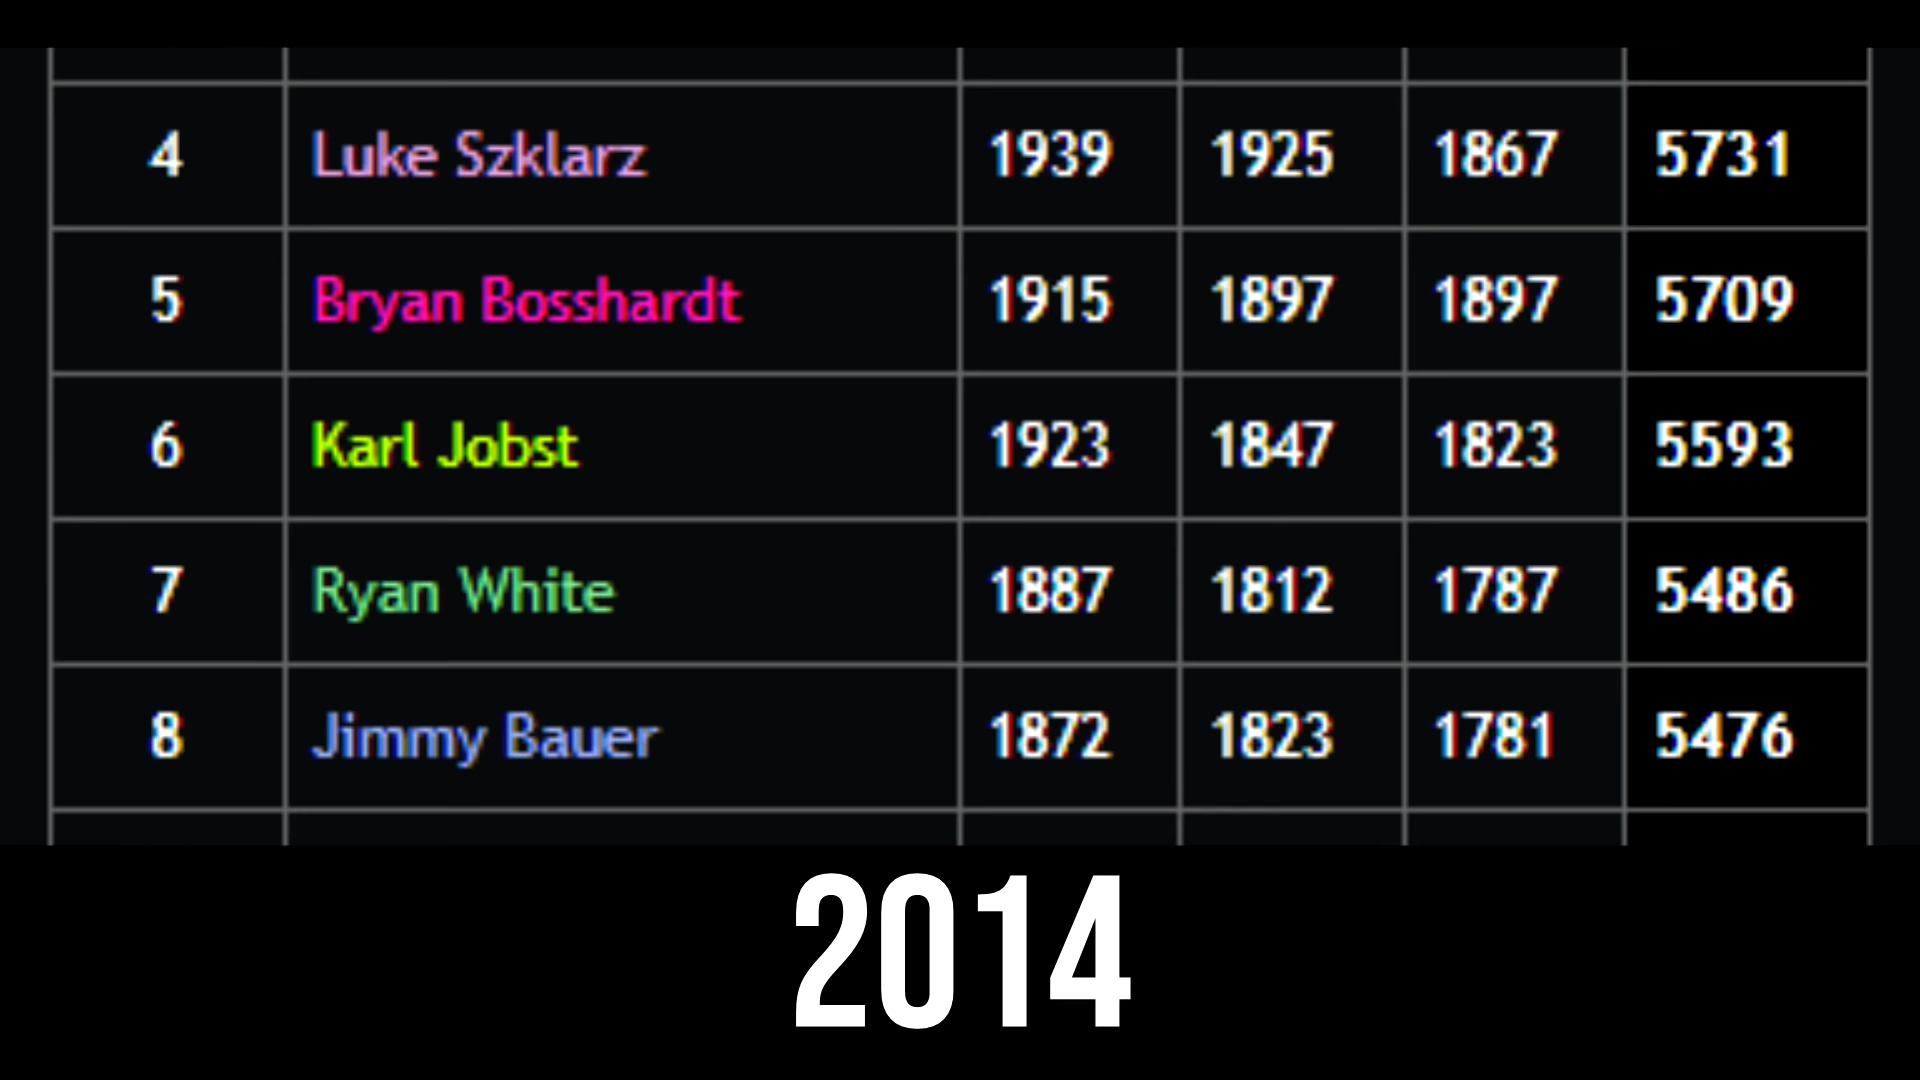 4 Luke Szklarz 1939 1925 1867 5731
5 Bryan Bosshardt 1915 1897 1897 5709
6 Karl Jobst 1923 1847 1823 5593
7 Ryan White 1887 1812 1787 5486
8 Jimmy Bauer 1872 1823 1781 5476
2014